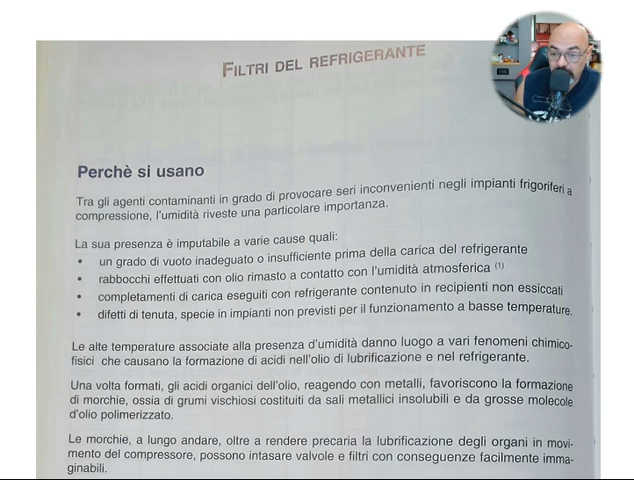 FILTRI DEL REFRIGERANTE
Perchè si usano
Tra gli agenti contaminanti in grado di provocare seri inconvenienti negli impianti frigoriferi a
compressione, l'umidità riveste una particolare importanza.
La sua presenza è imputabile a varie cause quali:
• un grado di vuoto inadeguato o insufficiente prima della carica del refrigerante
• rabbocchi effettuati con olio rimasto a contatto con l'umidità atmosferica (1)
• completamenti di carica eseguiti con refrigerante contenuto in recipienti non essiccati
• difetti di tenuta, specie in impianti non previsti per il funzionamento a basse temperature.
Le alte temperature associate alla presenza d'umidità danno luogo a vari fenomeni chimico-
fisici che causano la formazione di acidi nell'olio di lubrificazione e nel refrigerante.
Una volta formati, gli acidi organici dell'olio, reagendo con metalli, favoriscono la formazione
di morchie, ossia di grumi vischiosi costituiti da sali metallici insolubili e da grosse molecole
d'olio polimerizzato.
Le morchie, a lungo andare, oltre a rendere precaria la lubrificazione degli organi in movi-
mento del compressore, possono intasare valvole e filtri con conseguenze facilmente imma-
ginabili.